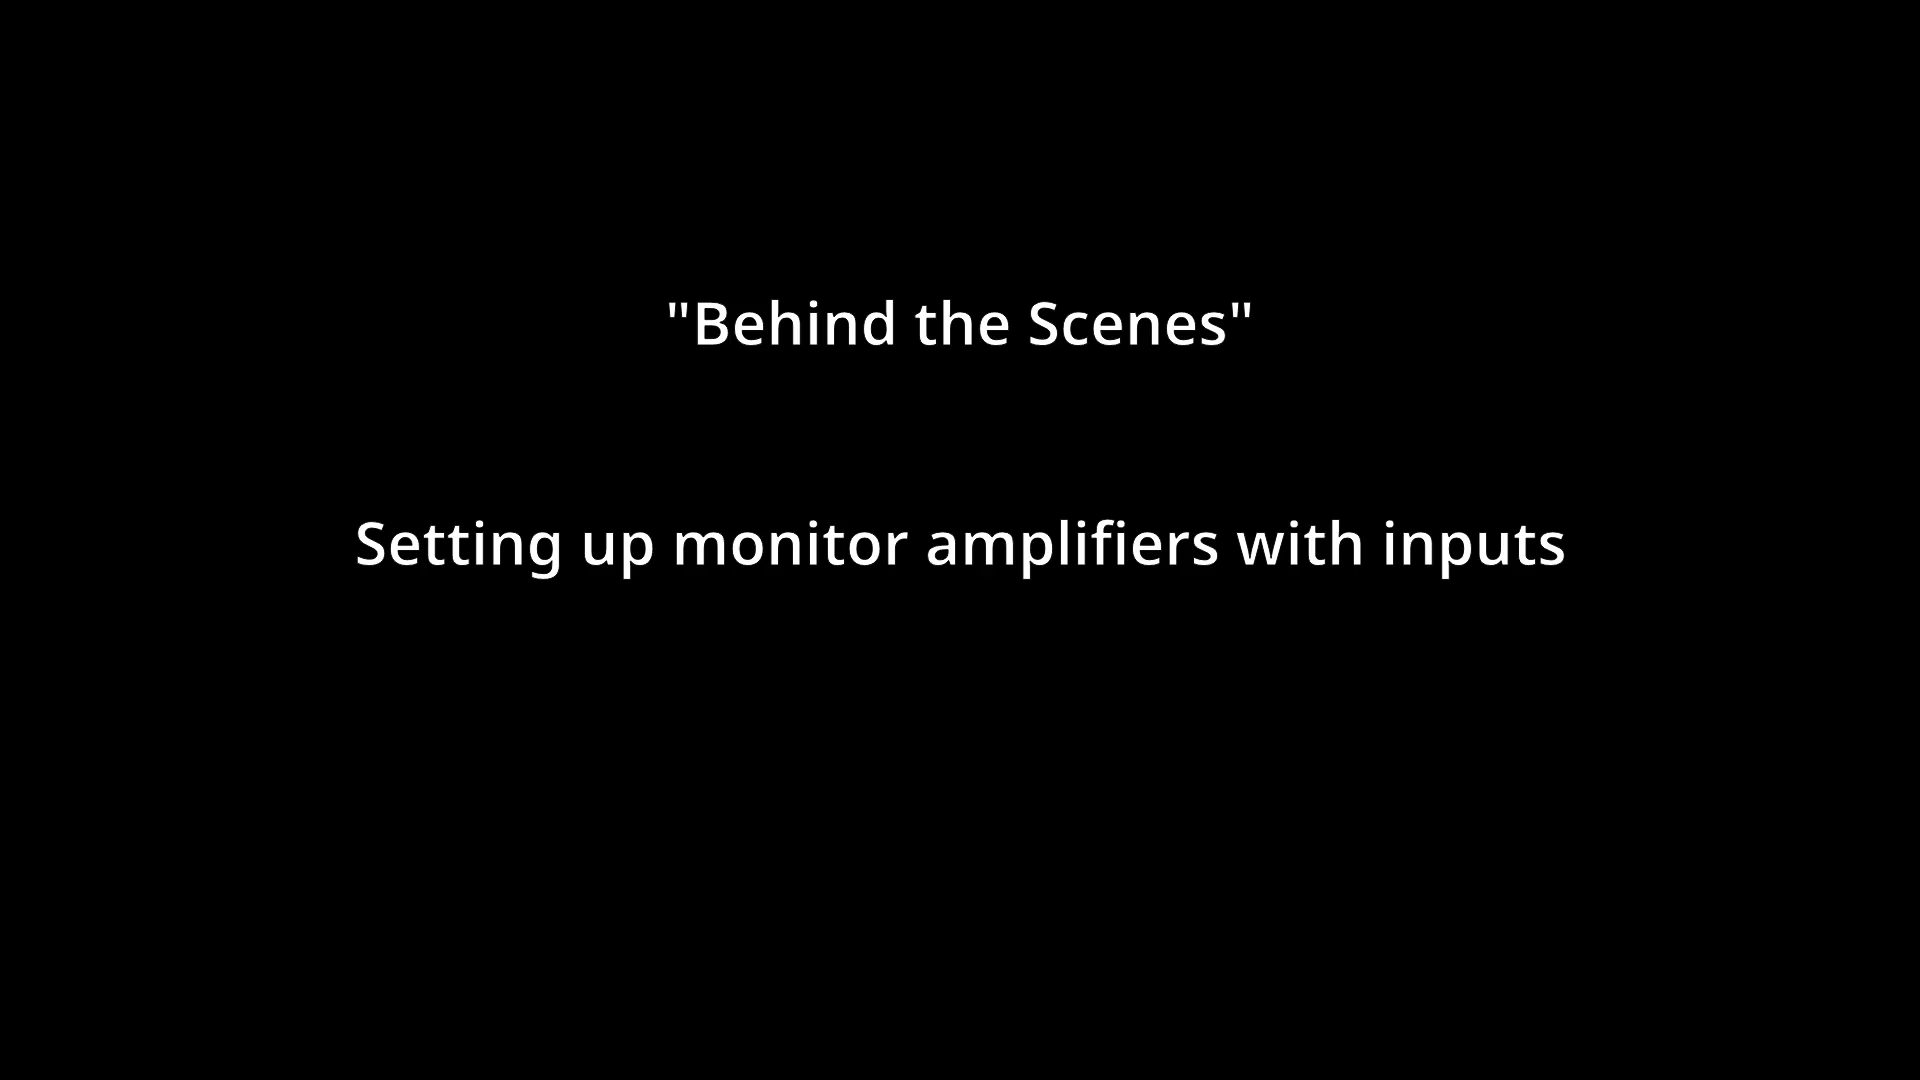 "Behind the Scenes"
Setting up monitor amplifiers with inputs